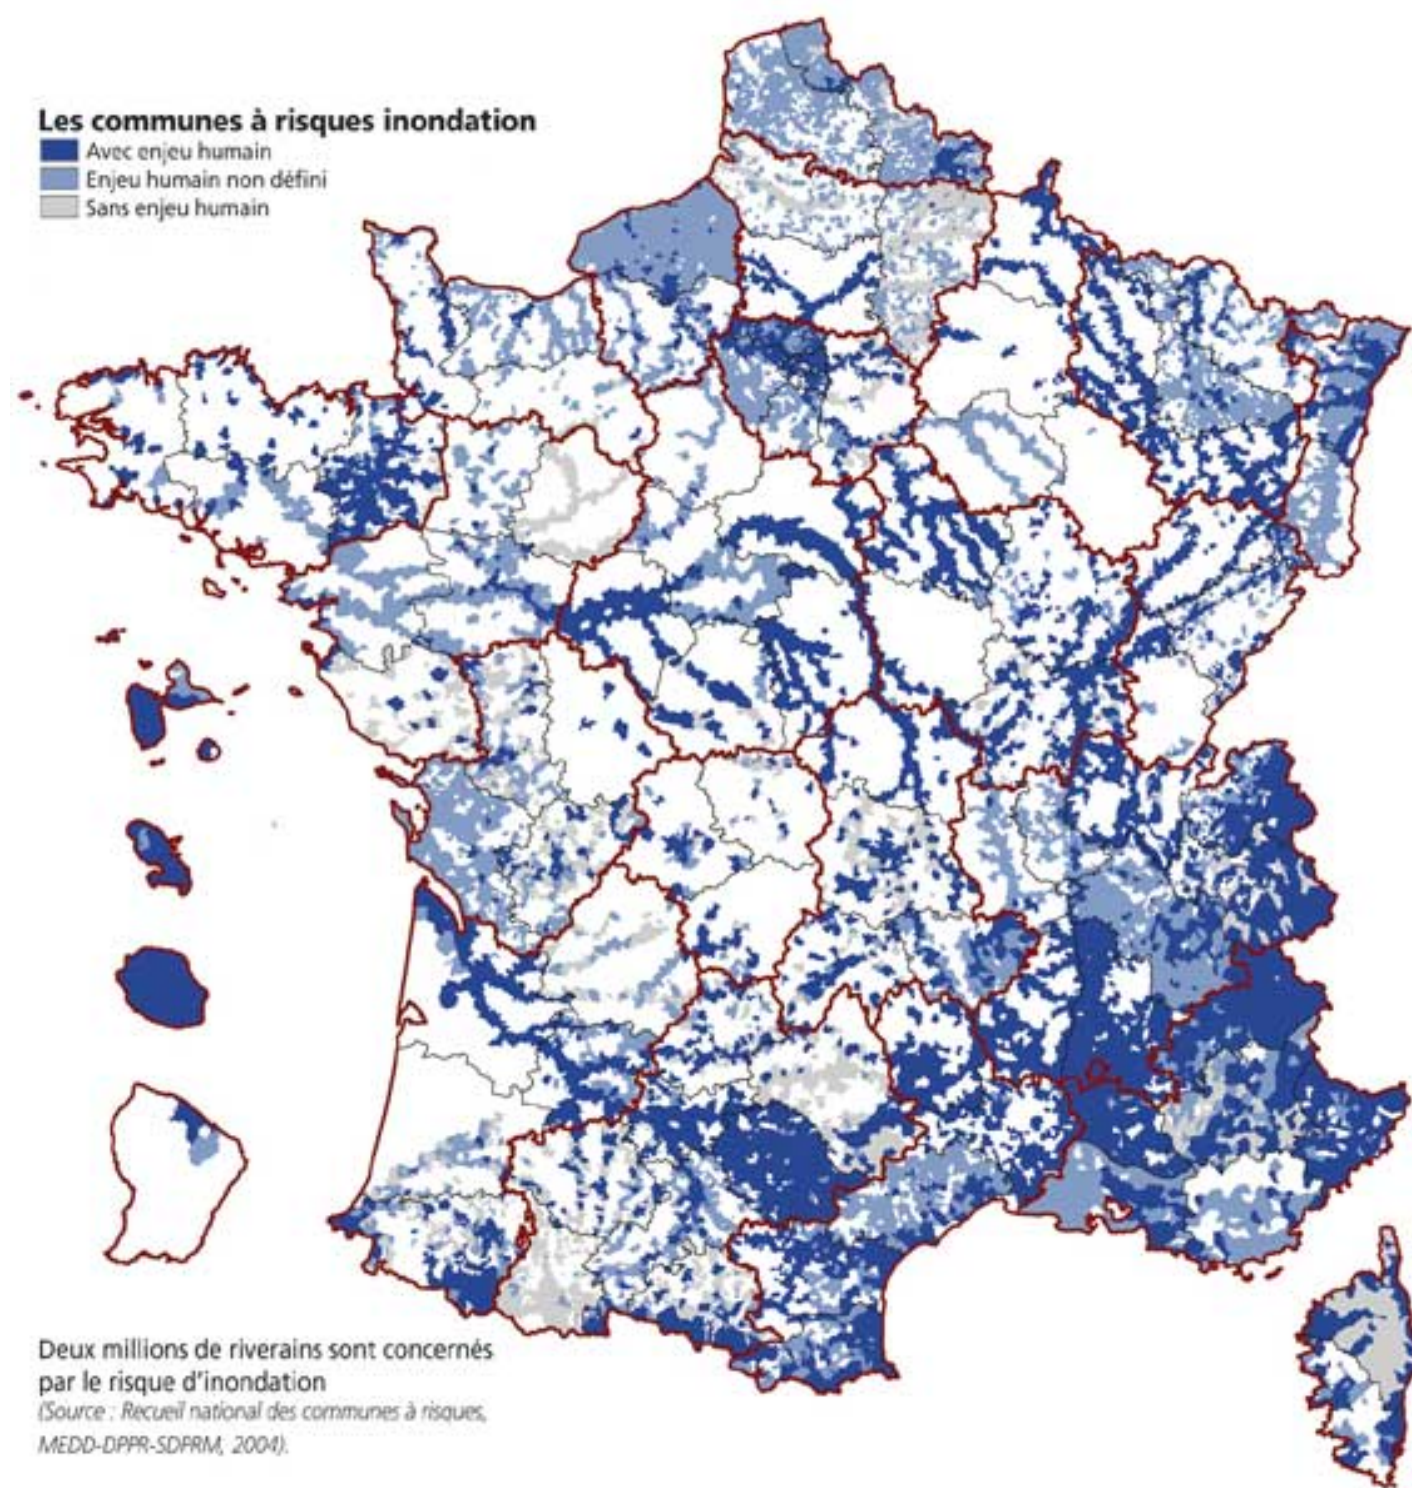 Les communes à risques inondation
Avec enjeu humain
Enjeu humain non défini
Sans enjeu humain
Deux millions de riverains sont concernés
par le risque d'inondation
(Source : Recueil national des communes à risques,
MEDD-DPPR-SDPRM, 2004).